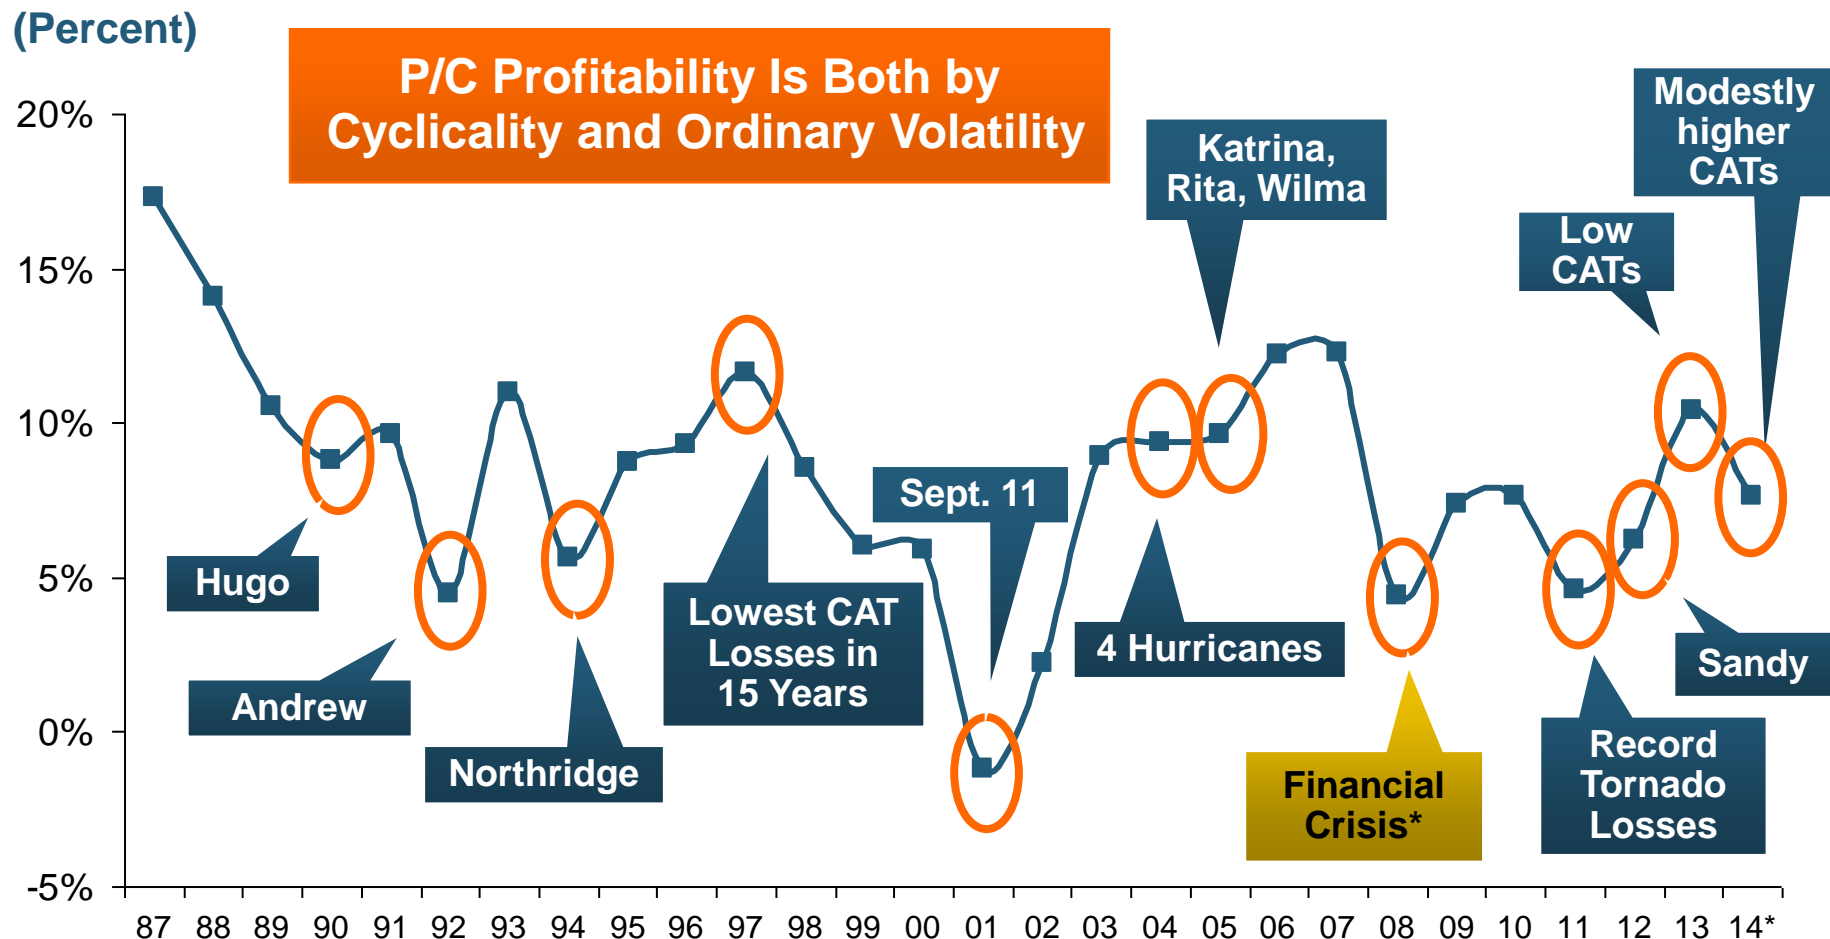 (Percent)
P/C Profitability Is Both by
Cyclicality and Ordinary Volatility
20%
15%
10%
5%
0%
-5%
Hugo
Andrew
Northridge
Lowest CAT
Losses in
15 Years
Sept. 11
4 Hurricanes
Katrina,
Rita, Wilma
Financial
Crisis*
Record
Tornado
Losses
Sandy
Low
CATs
Modestly
higher
CATs
87 88 89 90 91 92 93 94 95 96 97 98 99 00 01 02 03 04 05 06 07 08 09 10 11 12 13 14*